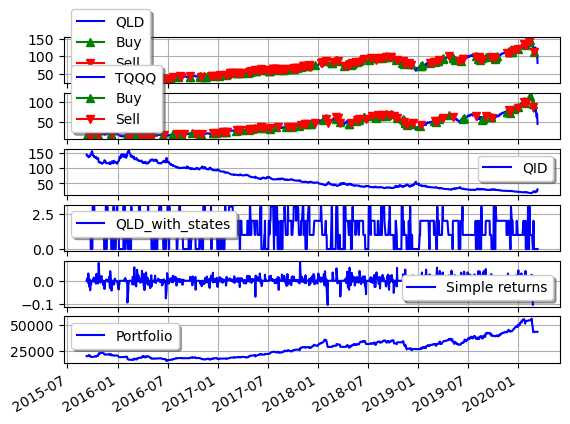 QLD
Buy
Sell
150
100
50
TQQQ
Buy
Sell
100
50
150
100
50
QID
2.5
0.0
QLD_with_states
0.0
−0.1
Simple returns
50000
25000
Portfolio
2015-07
2016-01
2016-07
2017-01
2017-07
2018-01
2018-07
2019-01
2019-07
2020-01